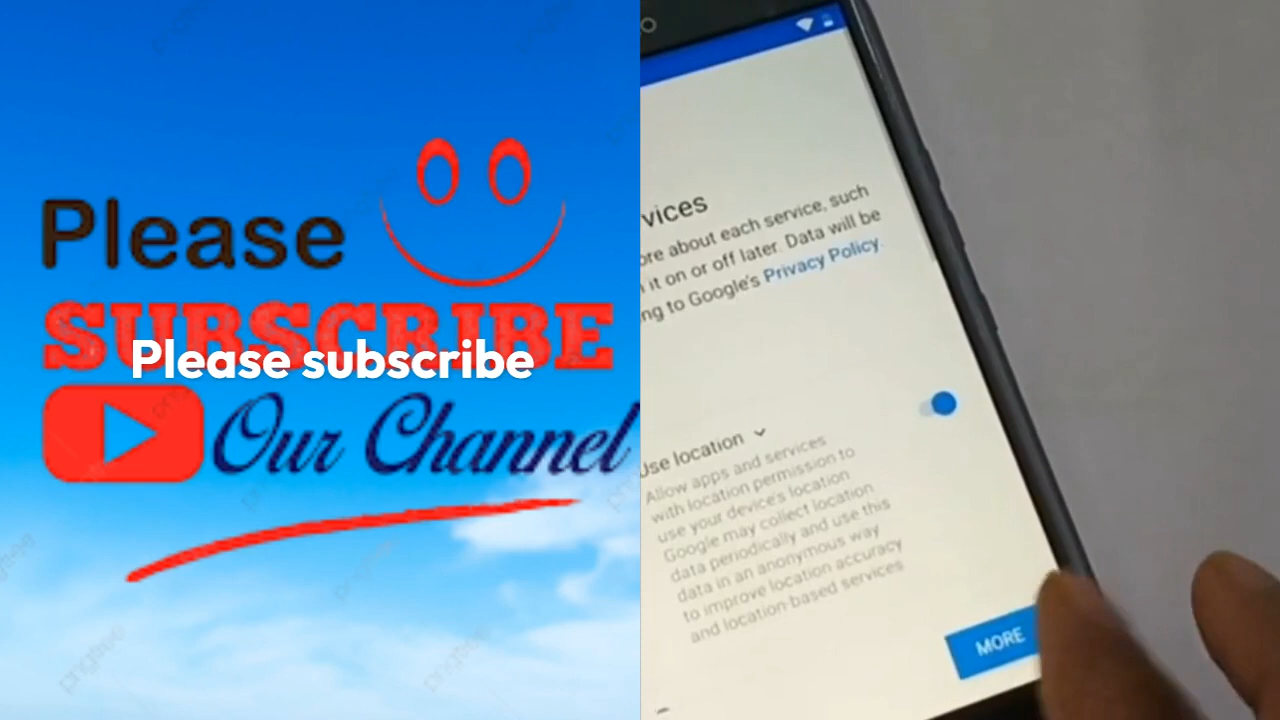 Please
SUBSCRIBE
Please subscribe
Our Channel
vices
ore about each service, such
it on or off later. Data will be
ng to Google's Privacy Policy.
Use location
Allow apps and services
with location permission to
use your device's location
Google may collect location
data periodically and use this
data in an anonymous way
to improve location accuracy
and location-based services
MORE